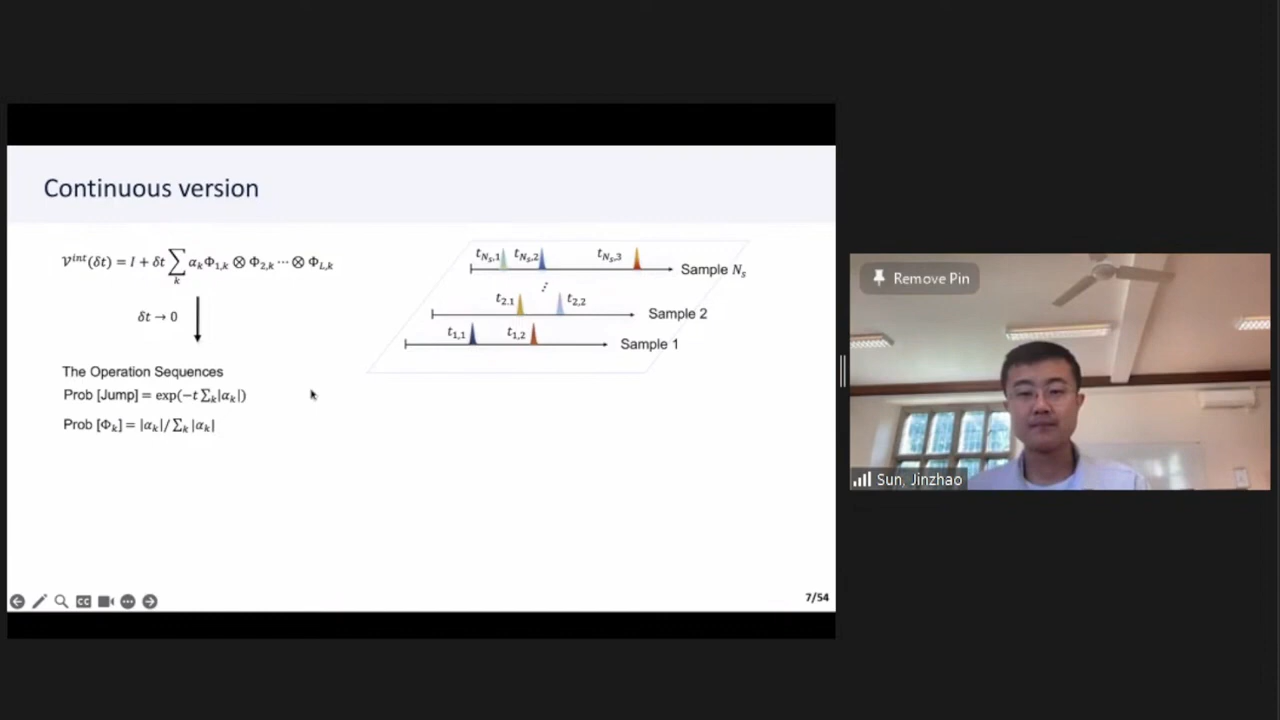 Continuous version
𝒱^{int}(δt) = I + δt ∑_k α_k Φ_{1,k} ⊗ Φ_{2,k} ⋯ ⊗ Φ_{L,k}
δt → 0
The Operation Sequences
Prob [Jump] = exp(−t ∑_k |α_k|)
Prob [Φ_k] = |α_k| / ∑_k |α_k|
t_{N_s,1} t_{N_s,2} t_{N_s,3}
Sample N_s
⋮
t_{2.1} t_{2,2}
Sample 2
t_{1,1} t_{1,2}
Sample 1
CC
7/54
Remove Pin
Sun, Jinzhao